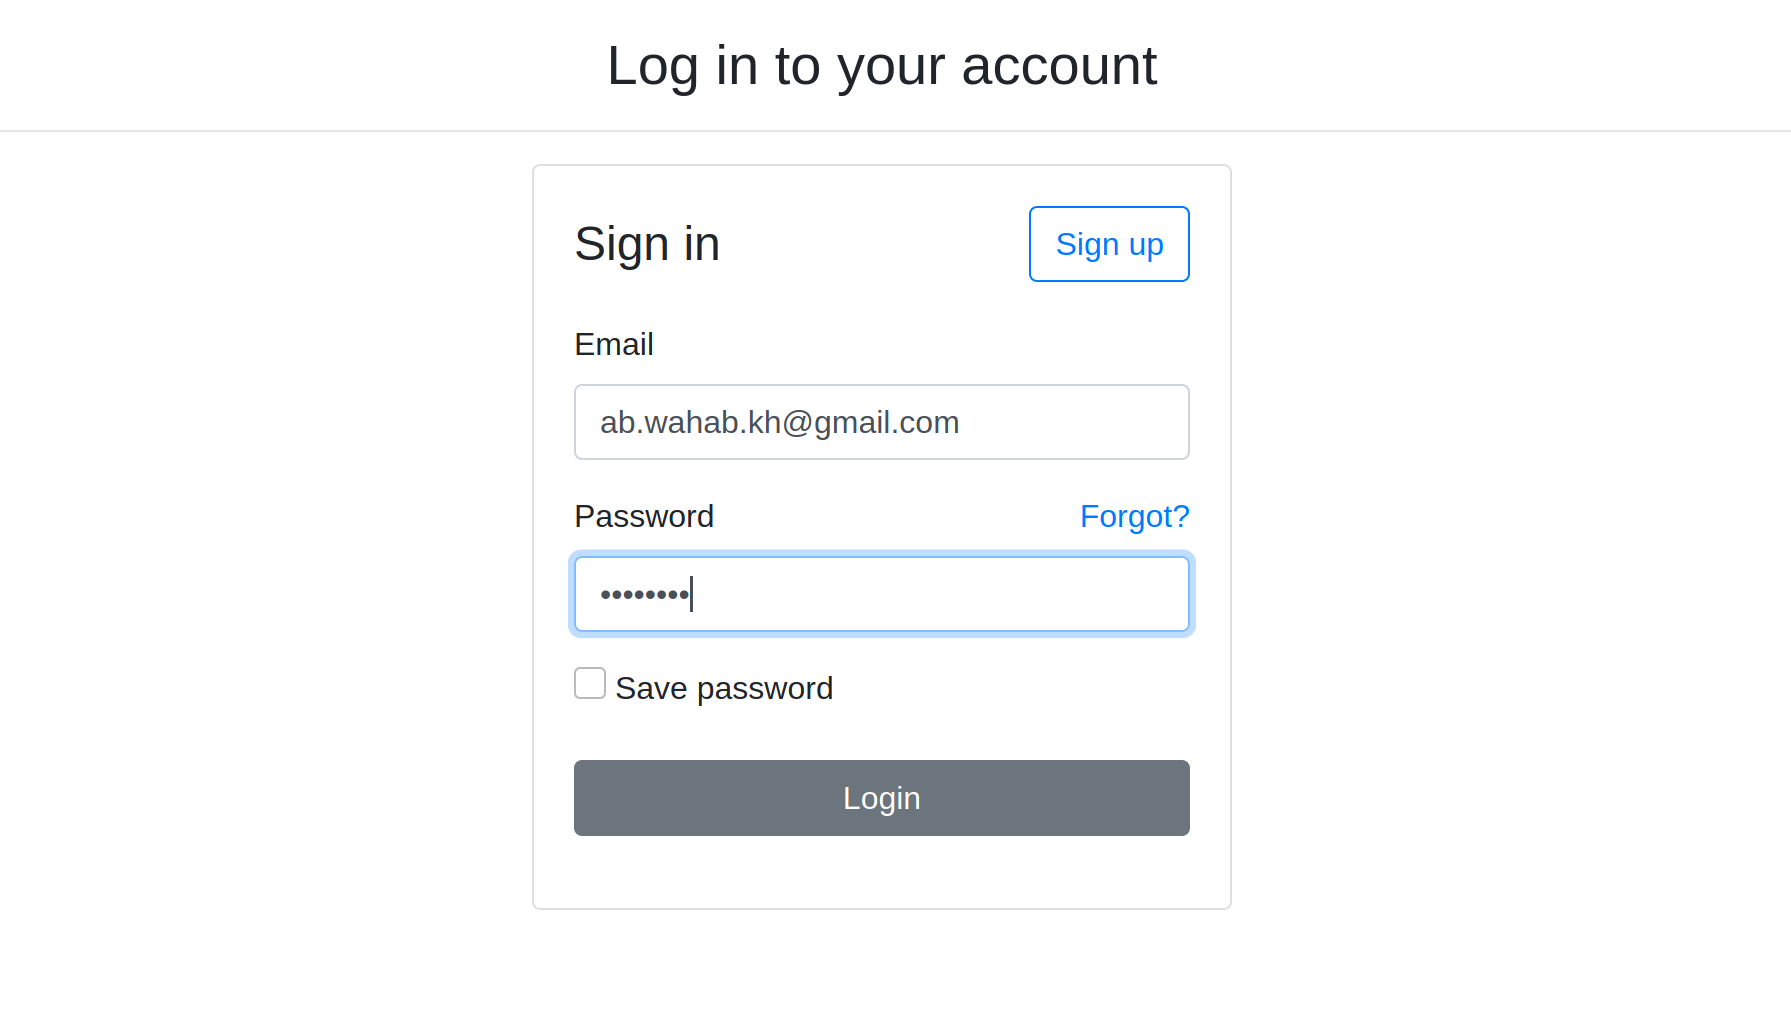 Log in to your account
Sign in
Sign up
Email
ab.wahab.kh@gmail.com
Password
Forgot?
••••••••
Save password
Login